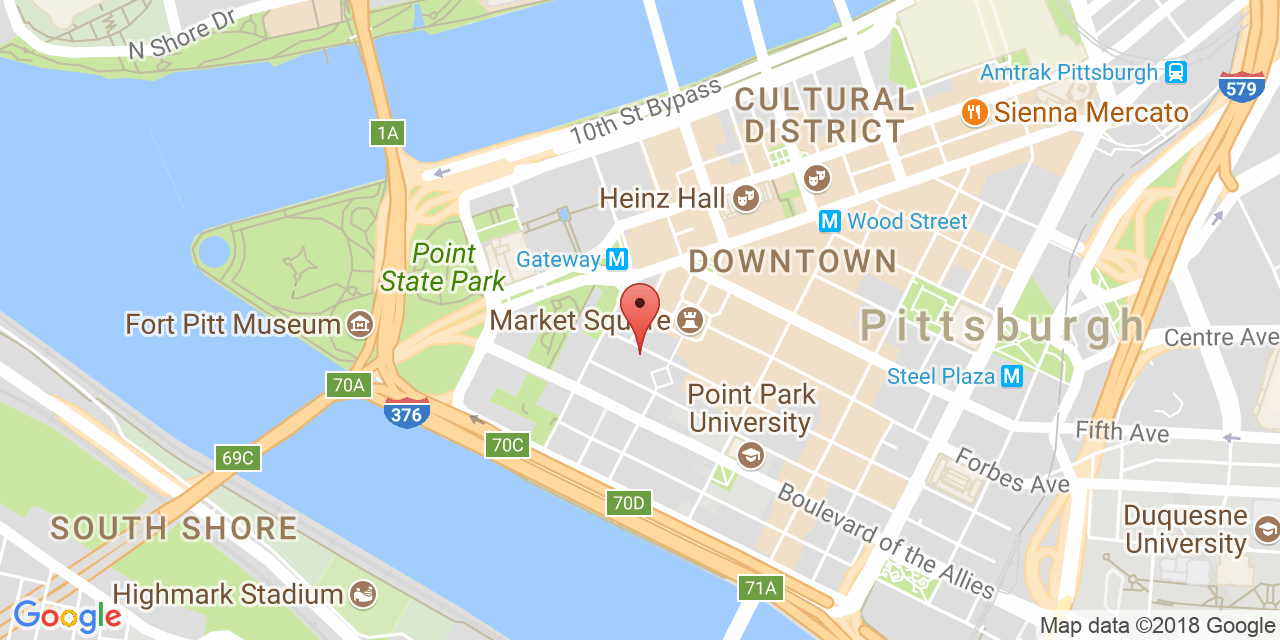 N Shore Dr
1A
10th St Bypass
CULTURAL
DISTRICT
Amtrak Pittsburgh
579
Sienna Mercato
Heinz Hall
M Wood Street
Point
State Park
Gateway M
DOWNTOWN
Fort Pitt Museum
Market Square
Pittsburgh
Centre Ave
70A
376
Steel Plaza M
Point Park
University
70C
69C
Fifth Ave
Forbes Ave
70D
Boulevard of the Allies
SOUTH SHORE
Duquesne
University
71A
Highmark Stadium
Google
Map data ©2018 Google